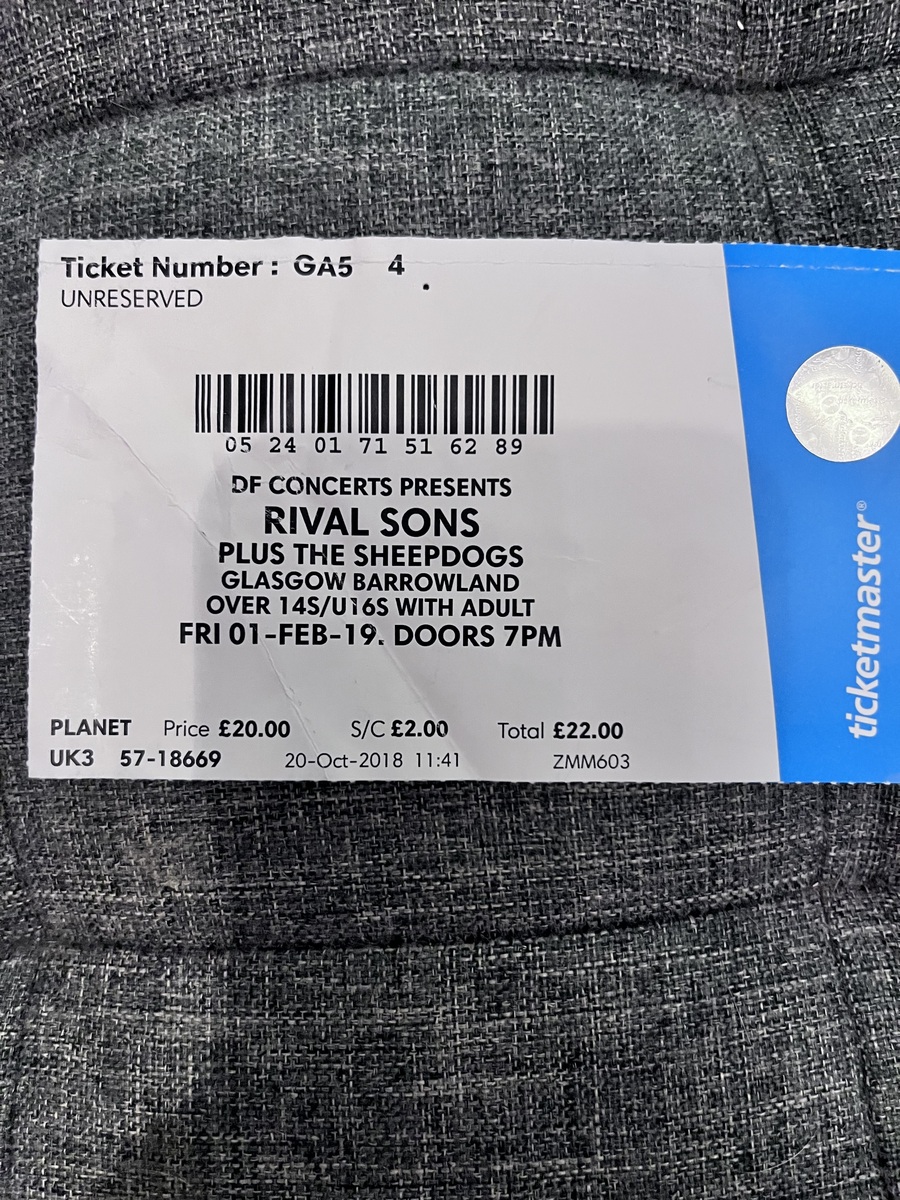 Ticket Number : GA5 4
UNRESERVED
05 24 01 71 51 62 89
DF CONCERTS PRESENTS
RIVAL SONS
PLUS THE SHEEPDOGS
GLASGOW BARROWLAND
OVER 14S/U16S WITH ADULT
FRI 01-FEB-19. DOORS 7PM
PLANET Price £20.00 S/C £2.00 Total £22.00
UK3 57-18669 20-Oct-2018 11:41 ZMM603
ticketmaster®